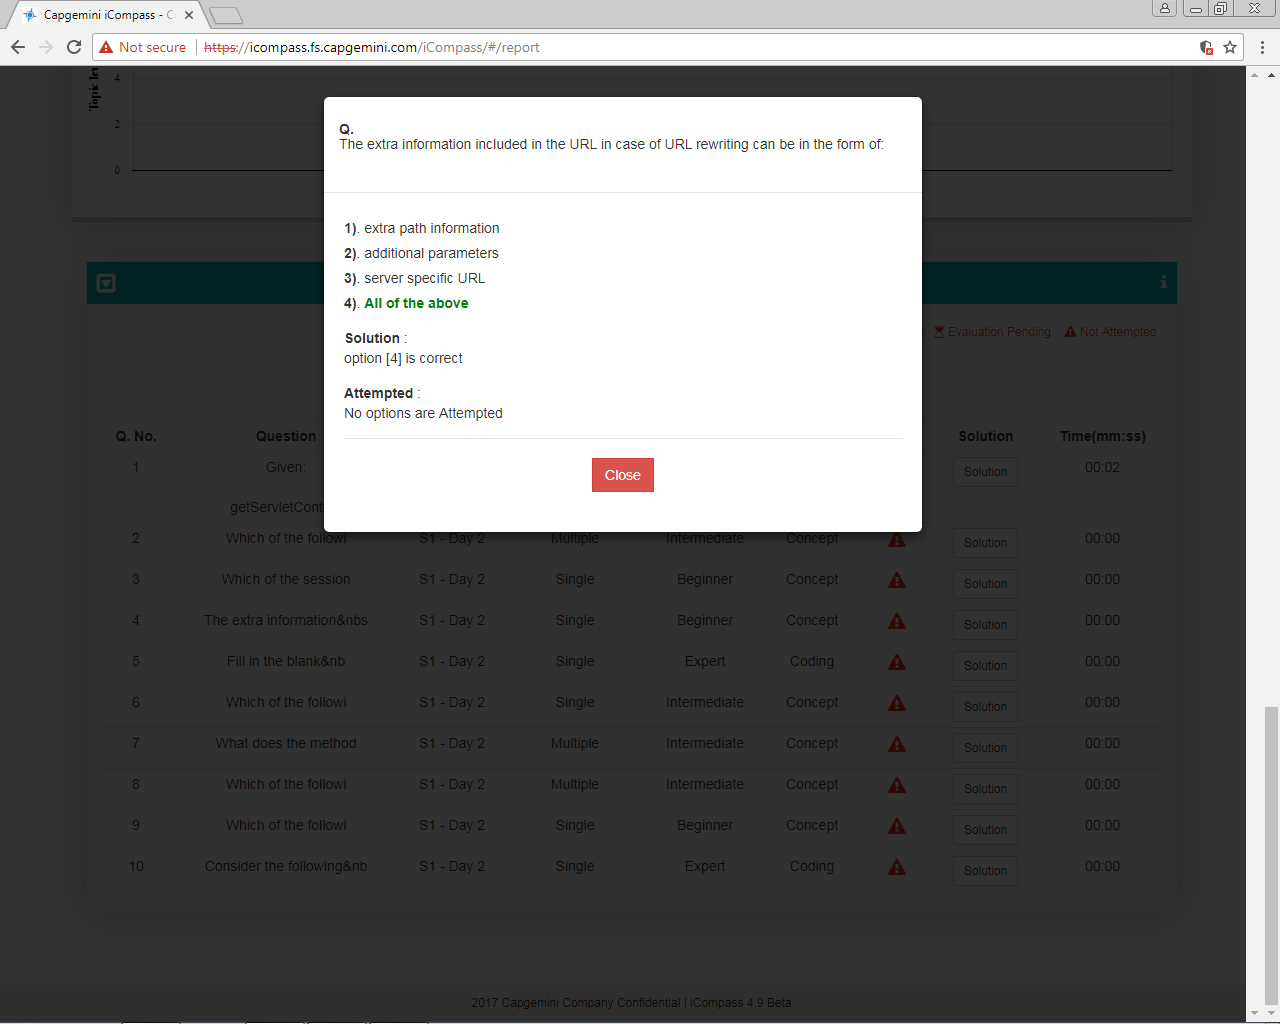 Capgemini iCompass - C
Not secure
https://icompass.fs.capgemini.com/iCompass/#/report
Topic lev
4
2
0
Q.
The extra information included in the URL in case of URL rewriting can be in the form of:
1). extra path information
2). additional parameters
3). server specific URL
4). All of the above
Solution :
option [4] is correct
Attempted :
No options are Attempted
Close
Evaluation Pending Not Attempted
Q. No. Question Solution Time(mm:ss)
1 Given: Solution 00:02
getServletCont
2 Which of the followi S1 - Day 2 Multiple Intermediate Concept Solution 00:00
3 Which of the session S1 - Day 2 Single Beginner Concept Solution 00:00
4 The extra information&nbs S1 - Day 2 Single Beginner Concept Solution 00:00
5 Fill in the blank&nb S1 - Day 2 Single Expert Coding Solution 00:00
6 Which of the followi S1 - Day 2 Single Intermediate Concept Solution 00:00
7 What does the method S1 - Day 2 Multiple Intermediate Concept Solution 00:00
8 Which of the followi S1 - Day 2 Multiple Intermediate Concept Solution 00:00
9 Which of the followi S1 - Day 2 Single Beginner Concept Solution 00:00
10 Consider the following&nb S1 - Day 2 Single Expert Coding Solution 00:00
2017 Capgemini Company Confidential | iCompass 4.9 Beta